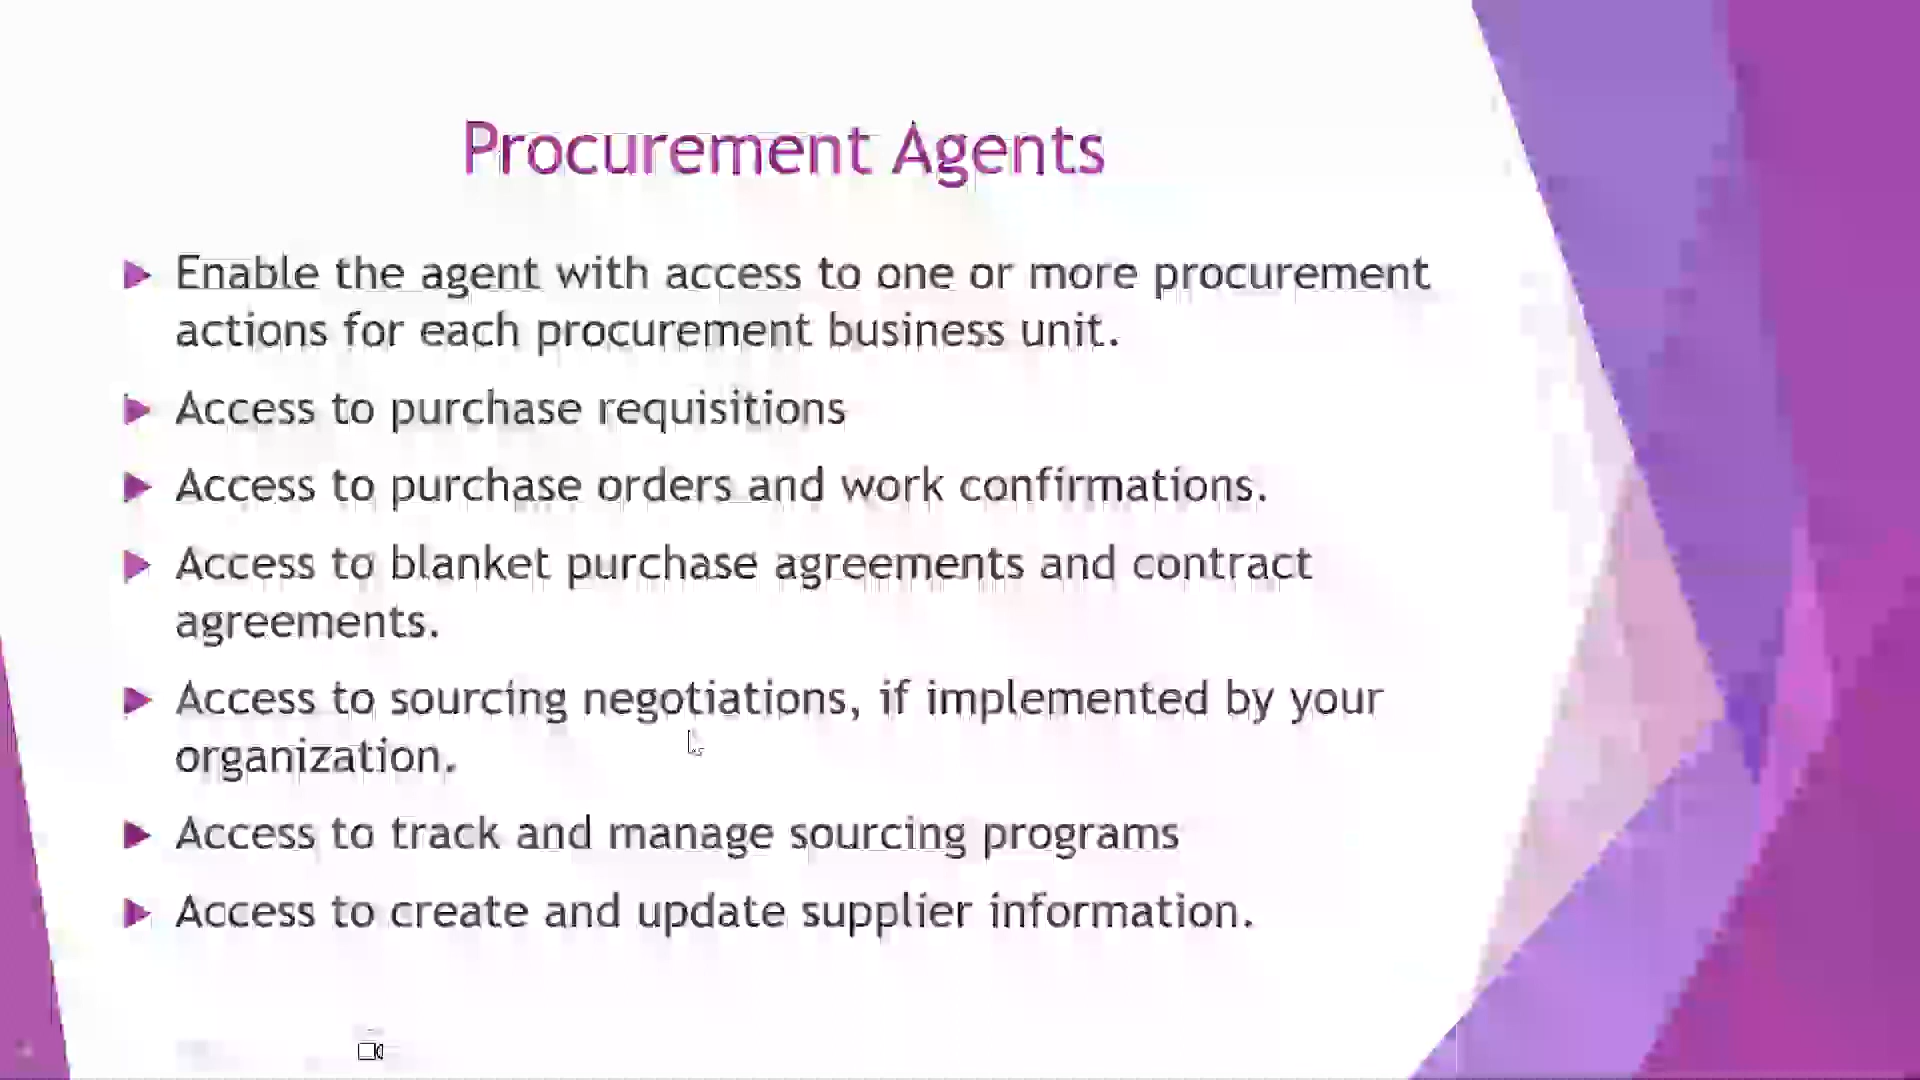 Procurement Agents
Enable the agent with access to one or more procurement
actions for each procurement business unit.
Access to purchase requisitions
Access to purchase orders and work confirmations.
Access to blanket purchase agreements and contract
agreements.
Access to sourcing negotiations, if implemented by your
organization.
Access to track and manage sourcing programs
Access to create and update supplier information.